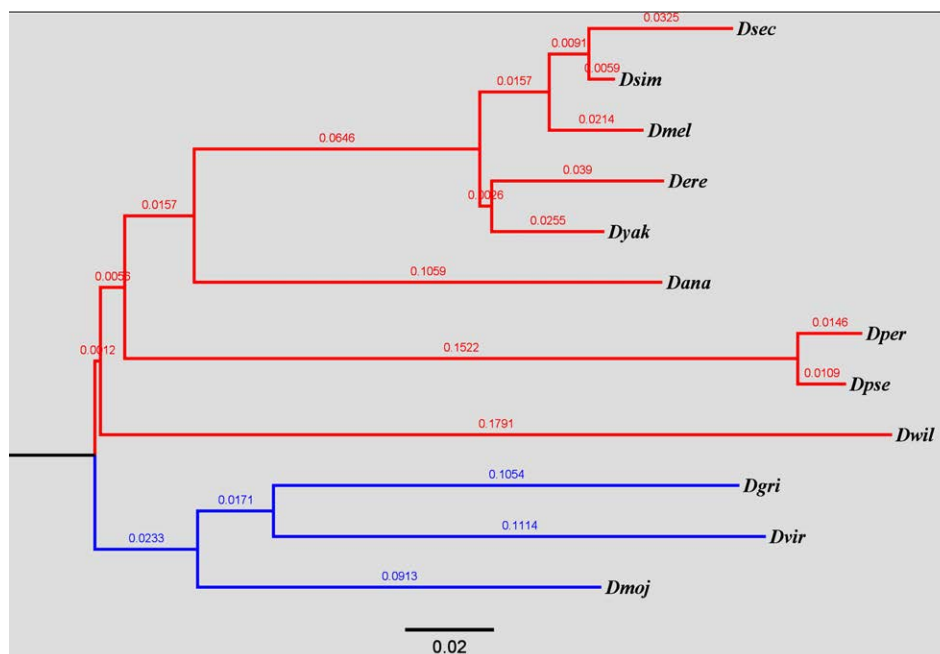 0.0325
Dsec
0.0091
0.0059
Dsim
0.0157
0.0214
Dmel
0.0646
0.039
Dere
0.0026
0.0157
0.0255
Dyak
0.0056
0.1059
Dana
0.0146
Dper
0.1522
0.0012
0.0109
Dpse
0.1791
Dwil
0.1054
Dgri
0.0171
0.1114
Dvir
0.0233
0.0913
Dmoj
0.02